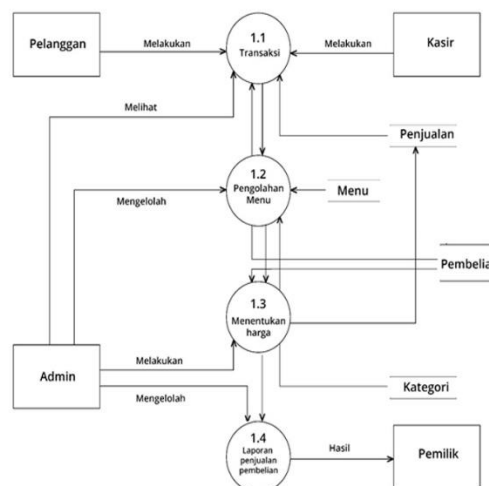 Pelanggan
Melakukan
1.1
Transaksi
Melakukan
Kasir
Melihat
Penjualan
1.2
Pengolahan
Menu
Mengelolah
Menu
Pembelia
1.3
Menentukan
harga
Admin
Melakukan
Mengelolah
Kategori
1.4
Laporan
penjualan
pembelian
Hasil
Pemilik